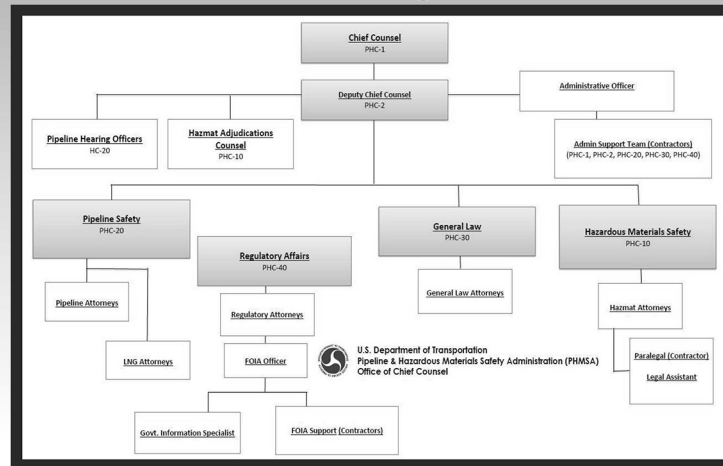 Chief Counsel
PHC-1
Deputy Chief Counsel
PHC-2
Administrative Officer
Pipeline Hearing Officers
HC-20
Hazmat Adjudications
Counsel
PHC-10
Admin Support Team (Contractors)
(PHC-1, PHC-2, PHC-20, PHC-30, PHC-40)
Pipeline Safety
PHC-20
Regulatory Affairs
PHC-40
General Law
PHC-30
Hazardous Materials Safety
PHC-10
Pipeline Attorneys
LNG Attorneys
Regulatory Attorneys
FOIA Officer
Govt. Information Specialist
FOIA Support (Contractors)
General Law Attorneys
Hazmat Attorneys
Paralegal (Contractor)
Legal Assistant
U.S. Department of Transportation
Pipeline & Hazardous Materials Safety Administration (PHMSA)
Office of Chief Counsel